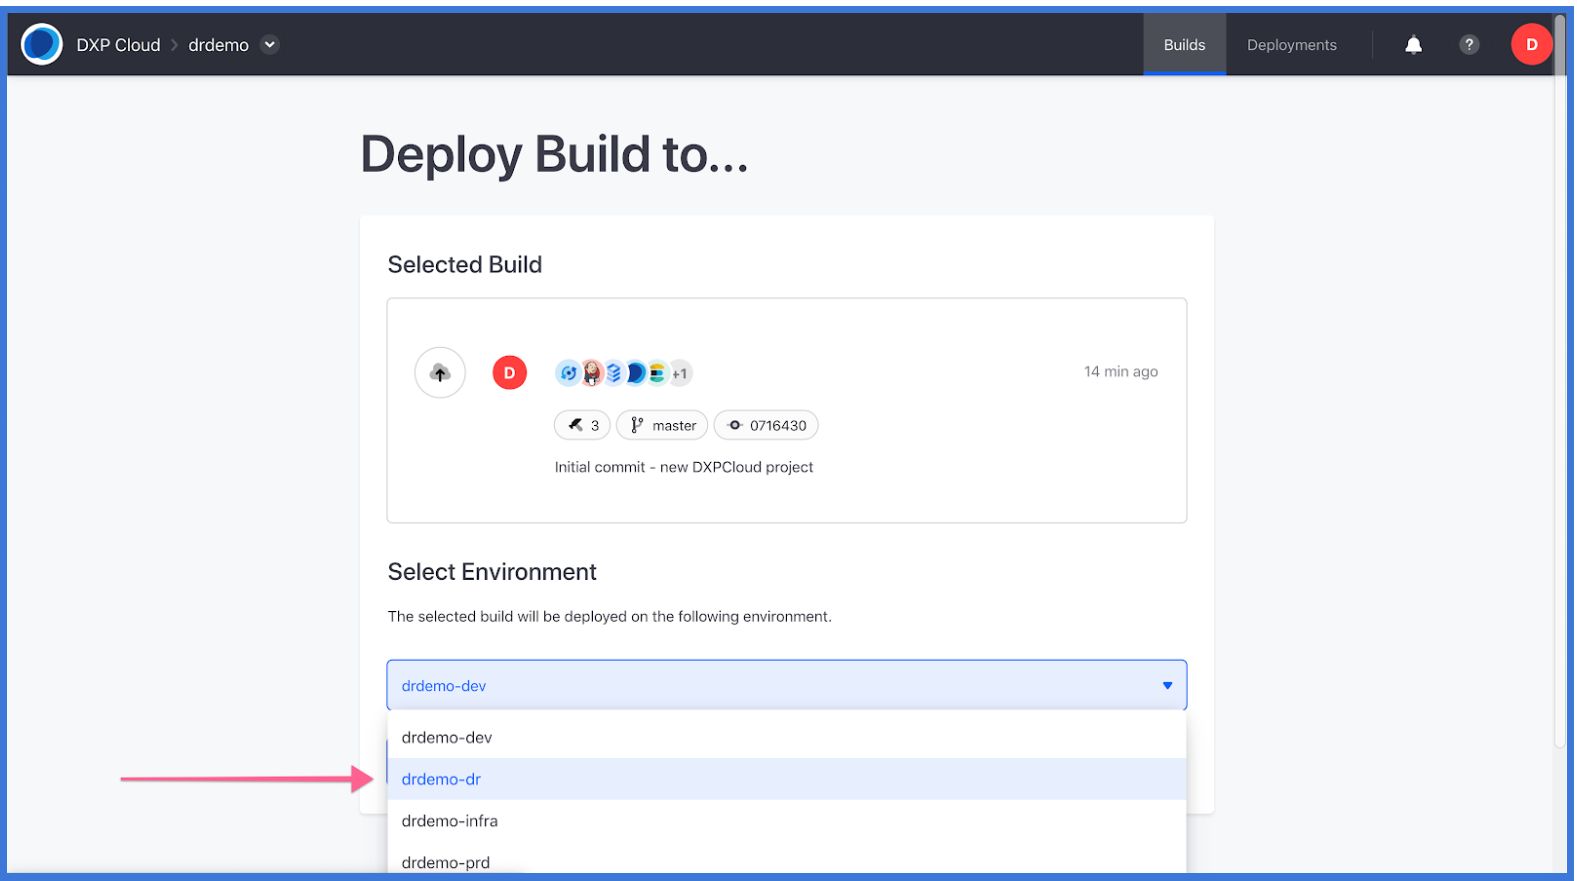 DXP Cloud > drdemo
Builds
Deployments
?
D
Deploy Build to...
Selected Build
D
+1
14 min ago
3
master
0716430
Initial commit - new DXPCloud project
Select Environment
The selected build will be deployed on the following environment.
drdemo-dev
drdemo-dev
drdemo-dr
drdemo-infra
drdemo-prd